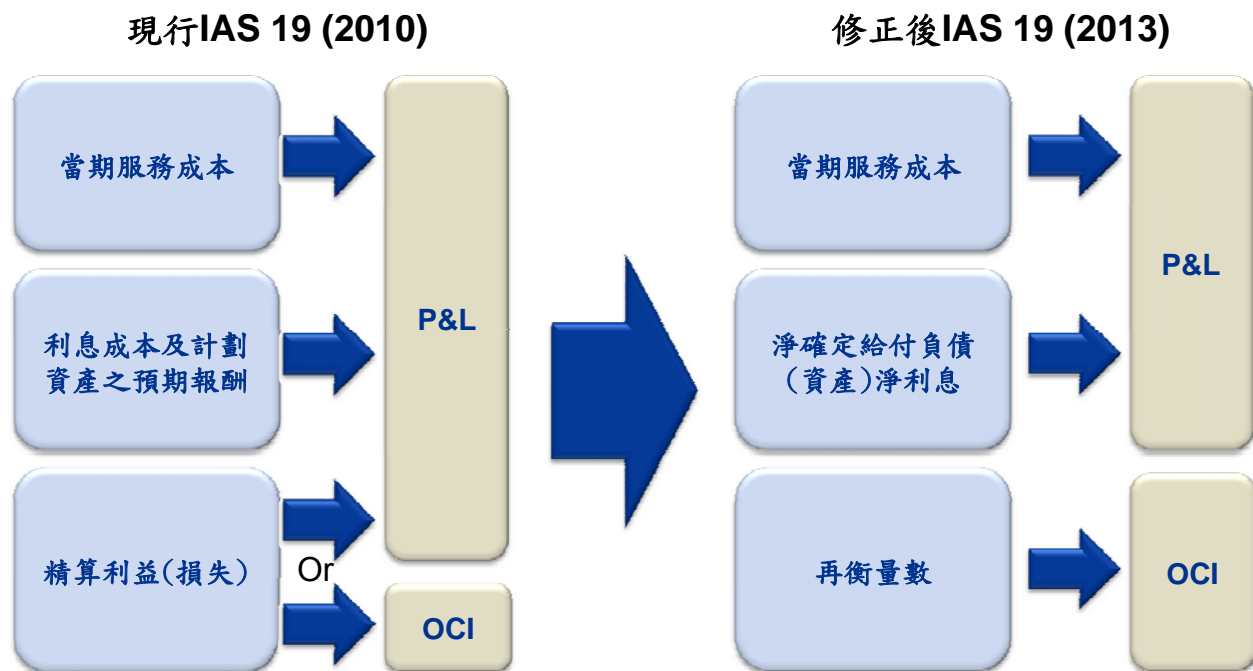 現行IAS 19 (2010)
當期服務成本
利息成本及計劃
資產之預期報酬
精算利益(損失)
Or
P&L
OCI
修正後IAS 19 (2013)
當期服務成本
淨確定給付負債
(資產)淨利息
再衡量數
P&L
OCI